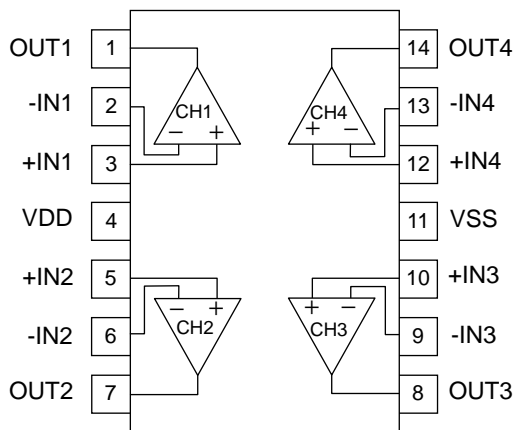 OUT1 1 14 OUT4
-IN1 2 CH1 CH4 13 -IN4
− + + −
+IN1 3 12 +IN4
VDD 4 11 VSS
+IN2 5 10 +IN3
− + + −
-IN2 6 CH2 CH3 9 -IN3
OUT2 7 8 OUT3